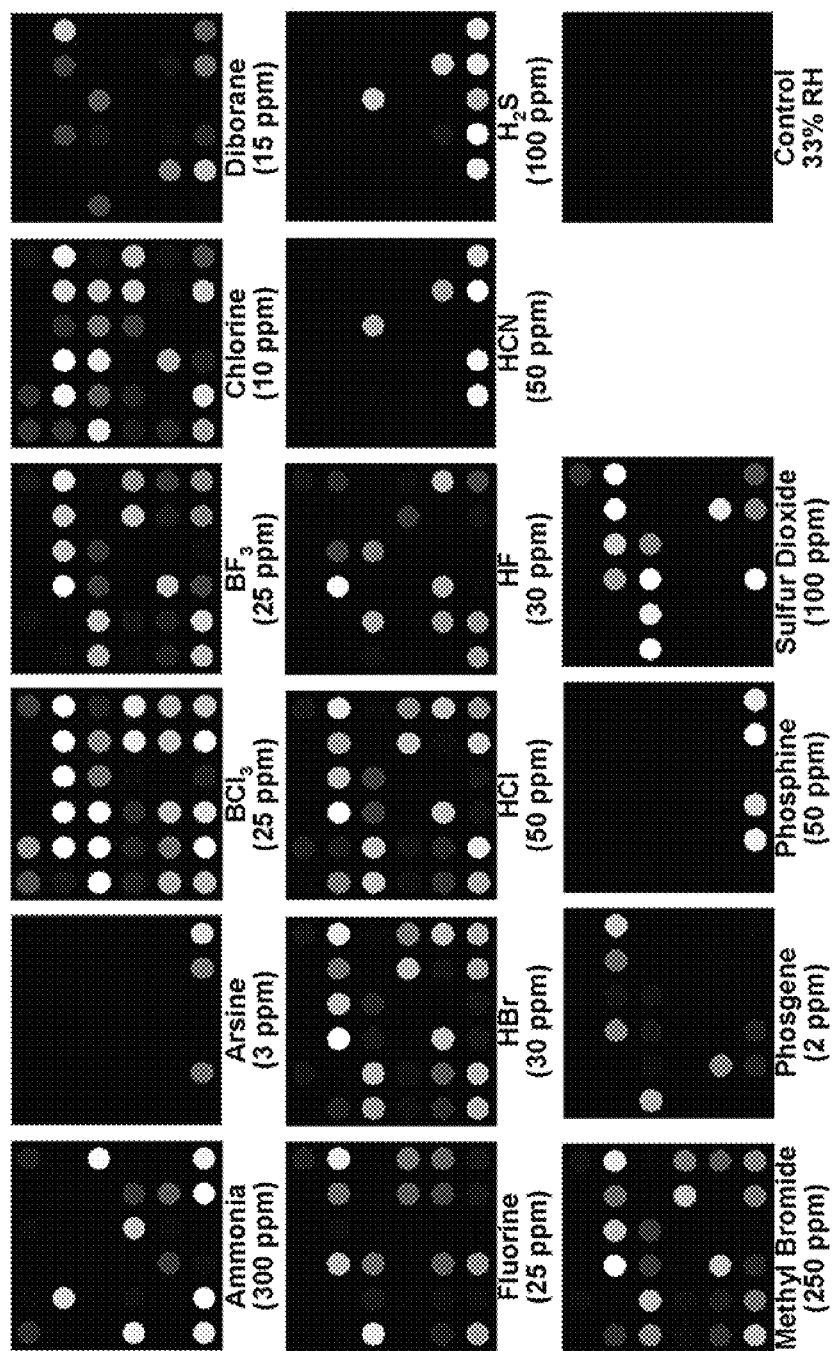 Ammonia
(300 ppm)
Arsine
(3 ppm)
BCl₃
(25 ppm)
BF₃
(25 ppm)
Chlorine
(10 ppm)
Diborane
(15 ppm)
Fluorine
(25 ppm)
HBr
(30 ppm)
HCl
(50 ppm)
HF
(30 ppm)
HCN
(50 ppm)
H₂S
(100 ppm)
Methyl Bromide
(250 ppm)
Phosgene
(2 ppm)
Phosphine
(50 ppm)
Sulfur Dioxide
(100 ppm)
Control
33% RH